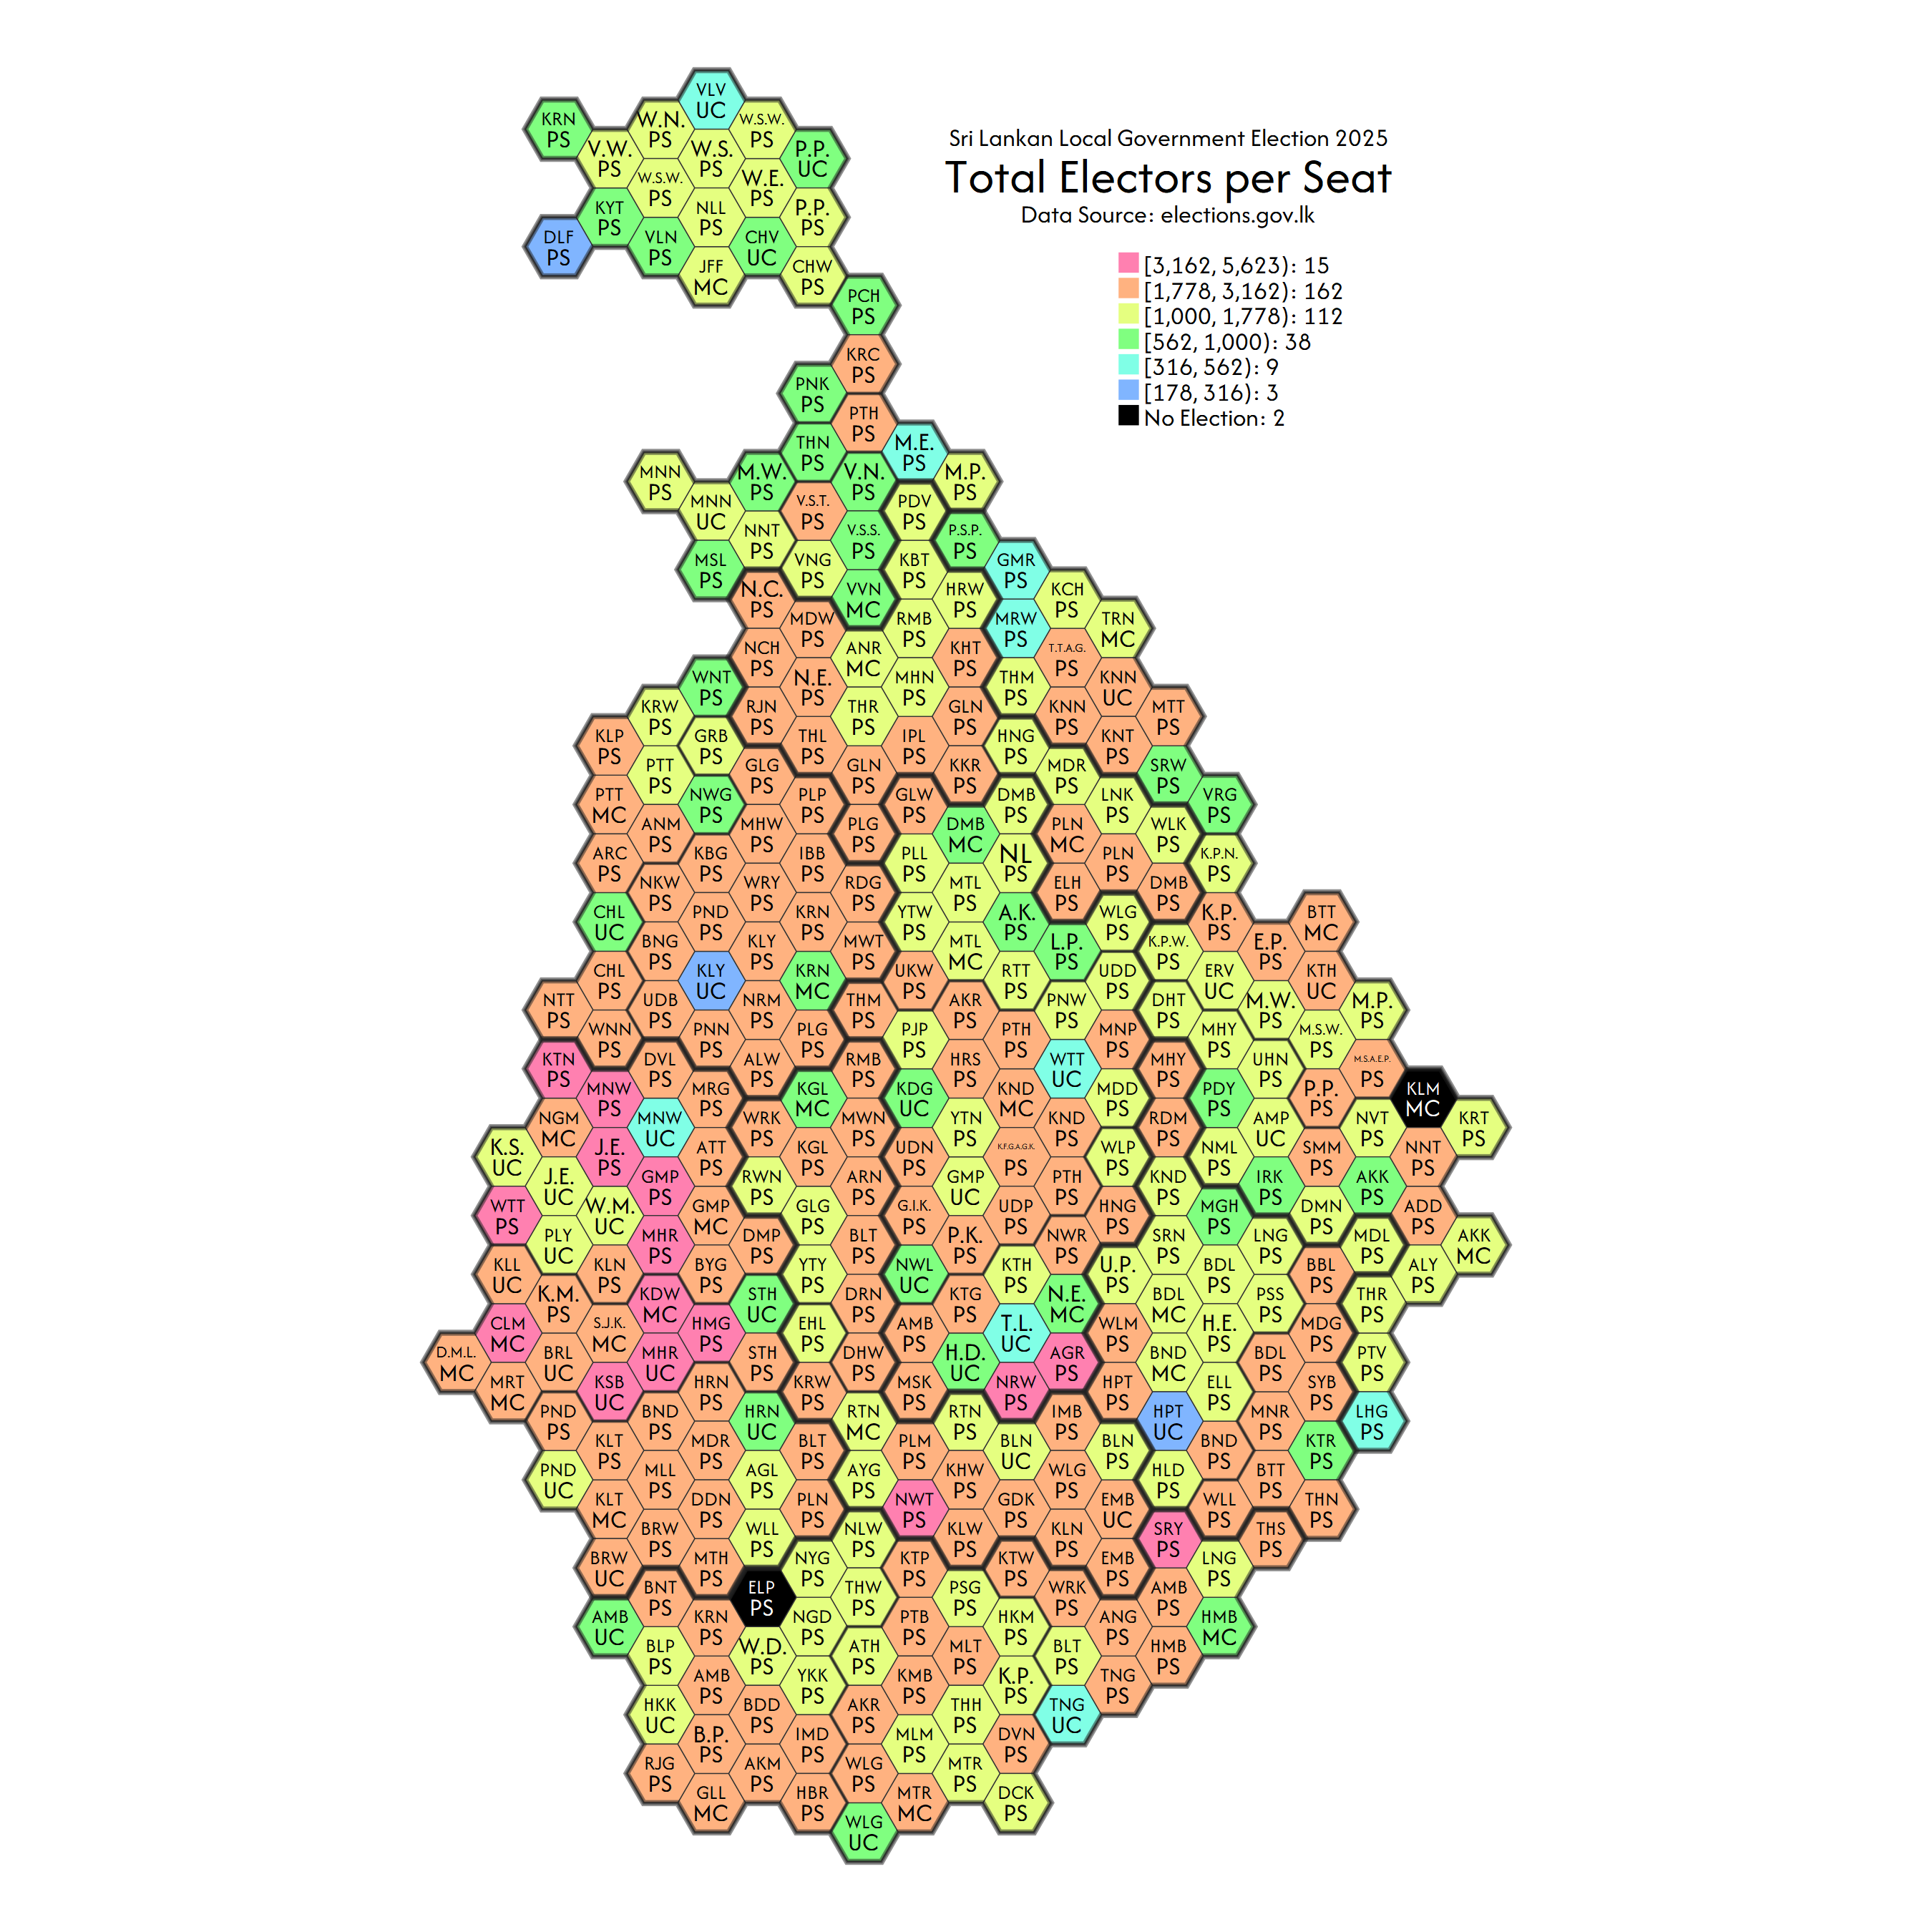 Sri Lankan Local Government Election 2025
Total Electors per Seat
Data Source: elections.gov.lk
[3,162, 5,623): 15
[1,778, 3,162): 162
[1,000, 1,778): 112
[562, 1,000): 38
[316, 562): 9
[178, 316): 3
No Election: 2
VLV
UC
KRN W.N. W.S.W.
PS PS PS
V.W. W.S. P.P.
PS PS UC
W.S.W. W.E.
PS PS
KYT NLL P.P.
PS PS PS
DLF VLN CHV
PS PS UC
JFF CHW
MC PS
PCH
PS
KRC
PS
PNK
PS
PTH
PS
THN M.E.
PS PS
MNN M.W. V.N. M.P.
PS PS PS PS
MNN V.S.T. PDV
UC PS PS
NNT V.S.S. P.S.P.
PS PS PS
MSL VNG KBT GMR
PS PS PS PS
N.C. VVN HRW KCH
PS MC PS PS
MDW RMB MRW TRN
PS PS PS MC
NCH ANR KHT T.T.A.G.
PS MC PS PS
WNT N.E. MHN THM KNN
PS PS PS PS UC
KRW RJN THR GLN KNN MTT
PS PS PS PS PS PS
KLP GRB THL IPL HNG KNT
PS PS PS PS PS PS
PTT GLG GLN KKR MDR SRW
PS PS PS PS PS PS
PTT NWG PLP GLW DMB LNK VRG
MC PS PS PS PS PS PS
ANM MHW PLG DMB PLN WLK
PS PS PS MC MC PS
ARC KBG IBB PLL NL PLN K.P.N.
PS PS PS PS PS PS PS
NKW WRY RDG MTL ELH DMB
PS PS PS PS PS PS
CHL PND KRN YTW A.K. WLG K.P. BTT
UC PS PS PS PS PS PS MC
BNG KLY MWT MTL L.P. K.P.W. E.P.
PS PS PS MC PS PS PS
CHL KLY KRN UKW RTT UDD ERV KTH
PS UC MC PS PS PS UC UC
NTT UDB NRM THM AKR PNW DHT M.W. M.P.
PS PS PS PS PS PS PS PS PS
WNN PNN PLG PJP PTH MNP MHY M.S.W.
PS PS PS PS PS PS PS PS
KTN DVL ALW RMB HRS WTT MHY UHN M.S.A.E.P.
PS PS PS PS PS UC PS PS PS
MNW MRG KGL KDG KND MDD PDY P.P. KLM
PS PS MC UC MC PS PS PS MC
NGM MNW WRK MWN YTN KND RDM AMP NVT KRT
MC UC PS PS PS PS PS UC PS PS
K.S. J.E. ATT KGL UDN K.F.G.A.G.K. WLP NML SMM NNT
UC PS PS PS PS PS PS PS PS PS
J.E. GMP RWN ARN GMP PTH KND IRK AKK
UC PS PS PS UC PS PS PS PS
WTT W.M. GMP GLG G.I.K. UDP HNG MGH DMN ADD
PS UC MC PS PS PS PS PS PS PS
PLY MHR DMP BLT P.K. NWR SRN LNG MDL AKK
UC PS PS PS PS PS PS PS PS MC
KLL KLN BYG YTY NWL KTH U.P. BDL BBL ALY
UC PS PS PS UC PS PS PS PS PS
K.M. KDW STH DRN KTG N.E. BDL PSS THR
PS MC UC PS PS MC MC PS PS
CLM S.J.K. HMG EHL AMB T.L. WLM H.E. MDG
MC MC PS PS PS UC PS PS PS
D.M.L. BRL MHR STH DHW H.D. AGR BND BDL PTV
MC UC UC PS PS UC PS MC PS PS
MRT KSB HRN KRW MSK NRW HPT ELL SYB
MC UC PS PS PS PS PS PS PS
PND BND HRN RTN RTN IMB HPT MNR LHG
PS PS UC MC PS PS UC PS PS
KLT MDR BLT PLM BLN BLN BND KTR
PS PS PS PS UC PS PS PS
PND MLL AGL AYG KHW WLG HLD BTT
UC PS PS PS PS PS PS PS
KLT DDN PLN NWT GDK EMB WLL THN
MC PS PS PS PS UC PS PS
BRW WLL NLW KLW KLN SRY THS
PS PS PS PS PS PS PS
BRW MTH NYG KTP KTW EMB LNG
UC PS PS PS PS PS PS
BNT ELP THW PSG WRK AMB
PS PS PS PS PS PS
AMB KRN NGD PTB HKM ANG HMB
UC PS PS PS PS PS MC
BLP W.D. ATH MLT BLT HMB
PS PS PS PS PS PS
AMB YKK KMB K.P. TNG
PS PS PS PS PS
HKK BDD AKR THH TNG
UC PS PS PS UC
B.P. IMD MLM DVN
PS PS PS PS
RJG AKM WLG MTR
PS PS PS PS
GLL HBR MTR DCK
MC PS MC PS
WLG
UC